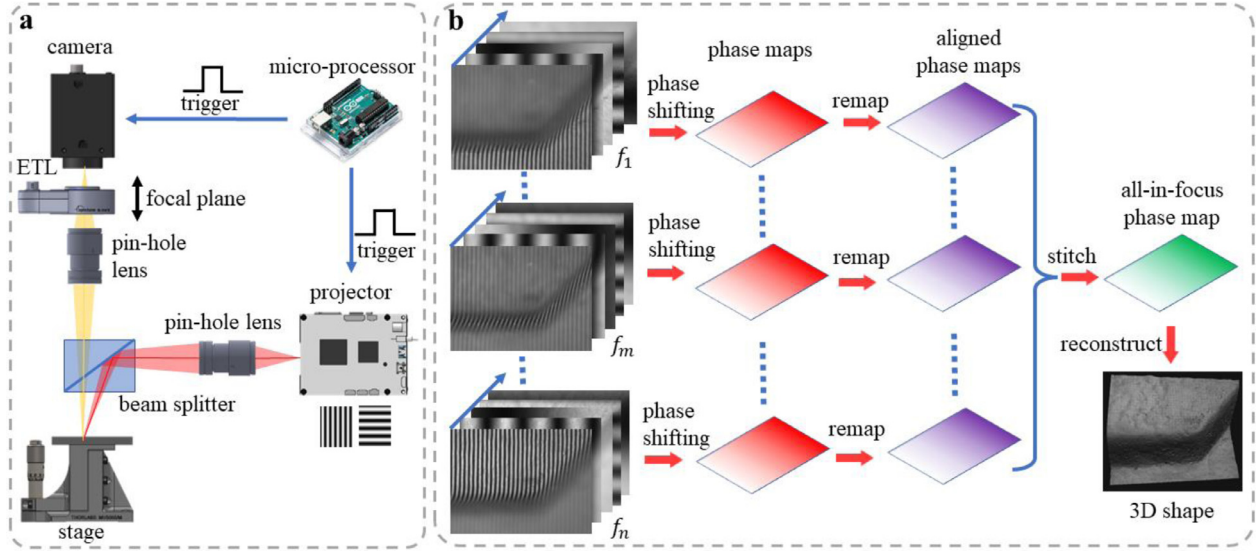 a
camera
micro-processor
trigger
ETL
focal plane
trigger
pin-hole
lens
projector
pin-hole lens
beam splitter
stage
b
phase maps
aligned
phase maps
phase
shifting
remap
f1
all-in-focus
phase map
phase
shifting
remap
stitch
fm
reconstruct
phase
shifting
remap
fn
3D shape